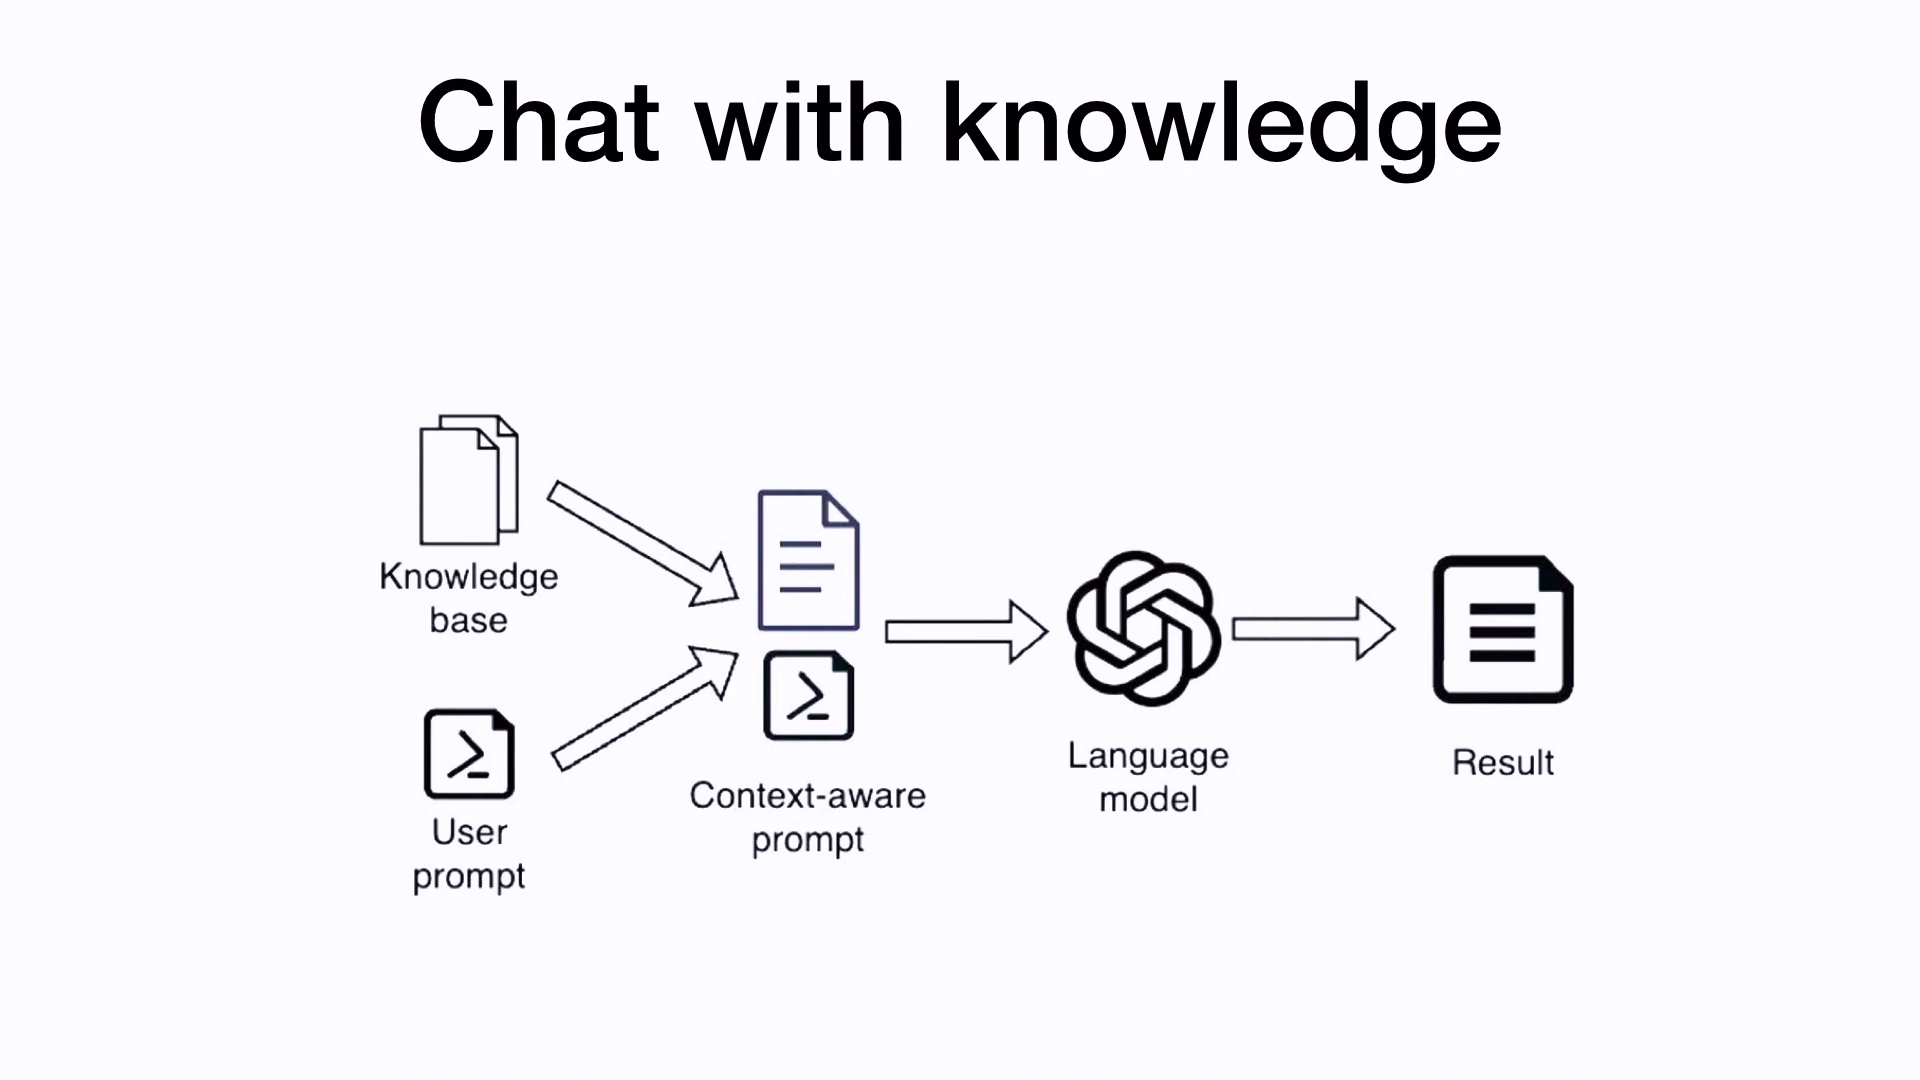 Chat with knowledge
Knowledge
base
User
prompt
Context-aware
prompt
Language
model
Result